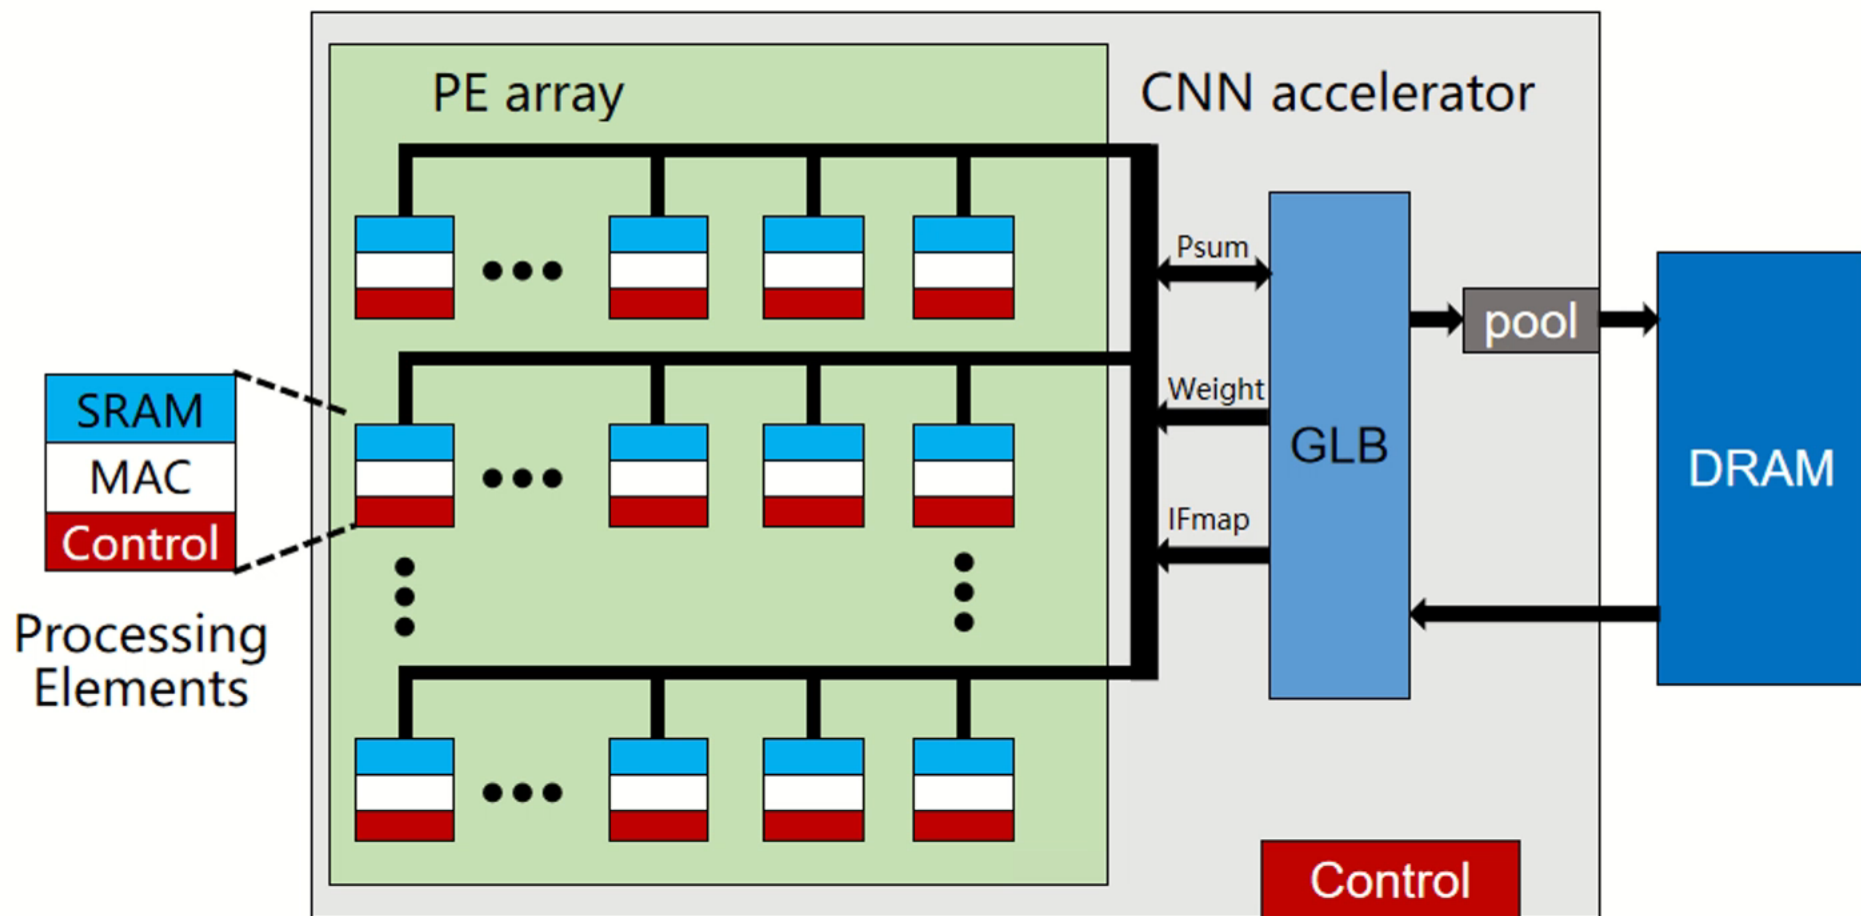 PE array
CNN accelerator
Psum
pool
Weight
SRAM
MAC
Control
GLB
DRAM
IFmap
Processing
Elements
Control